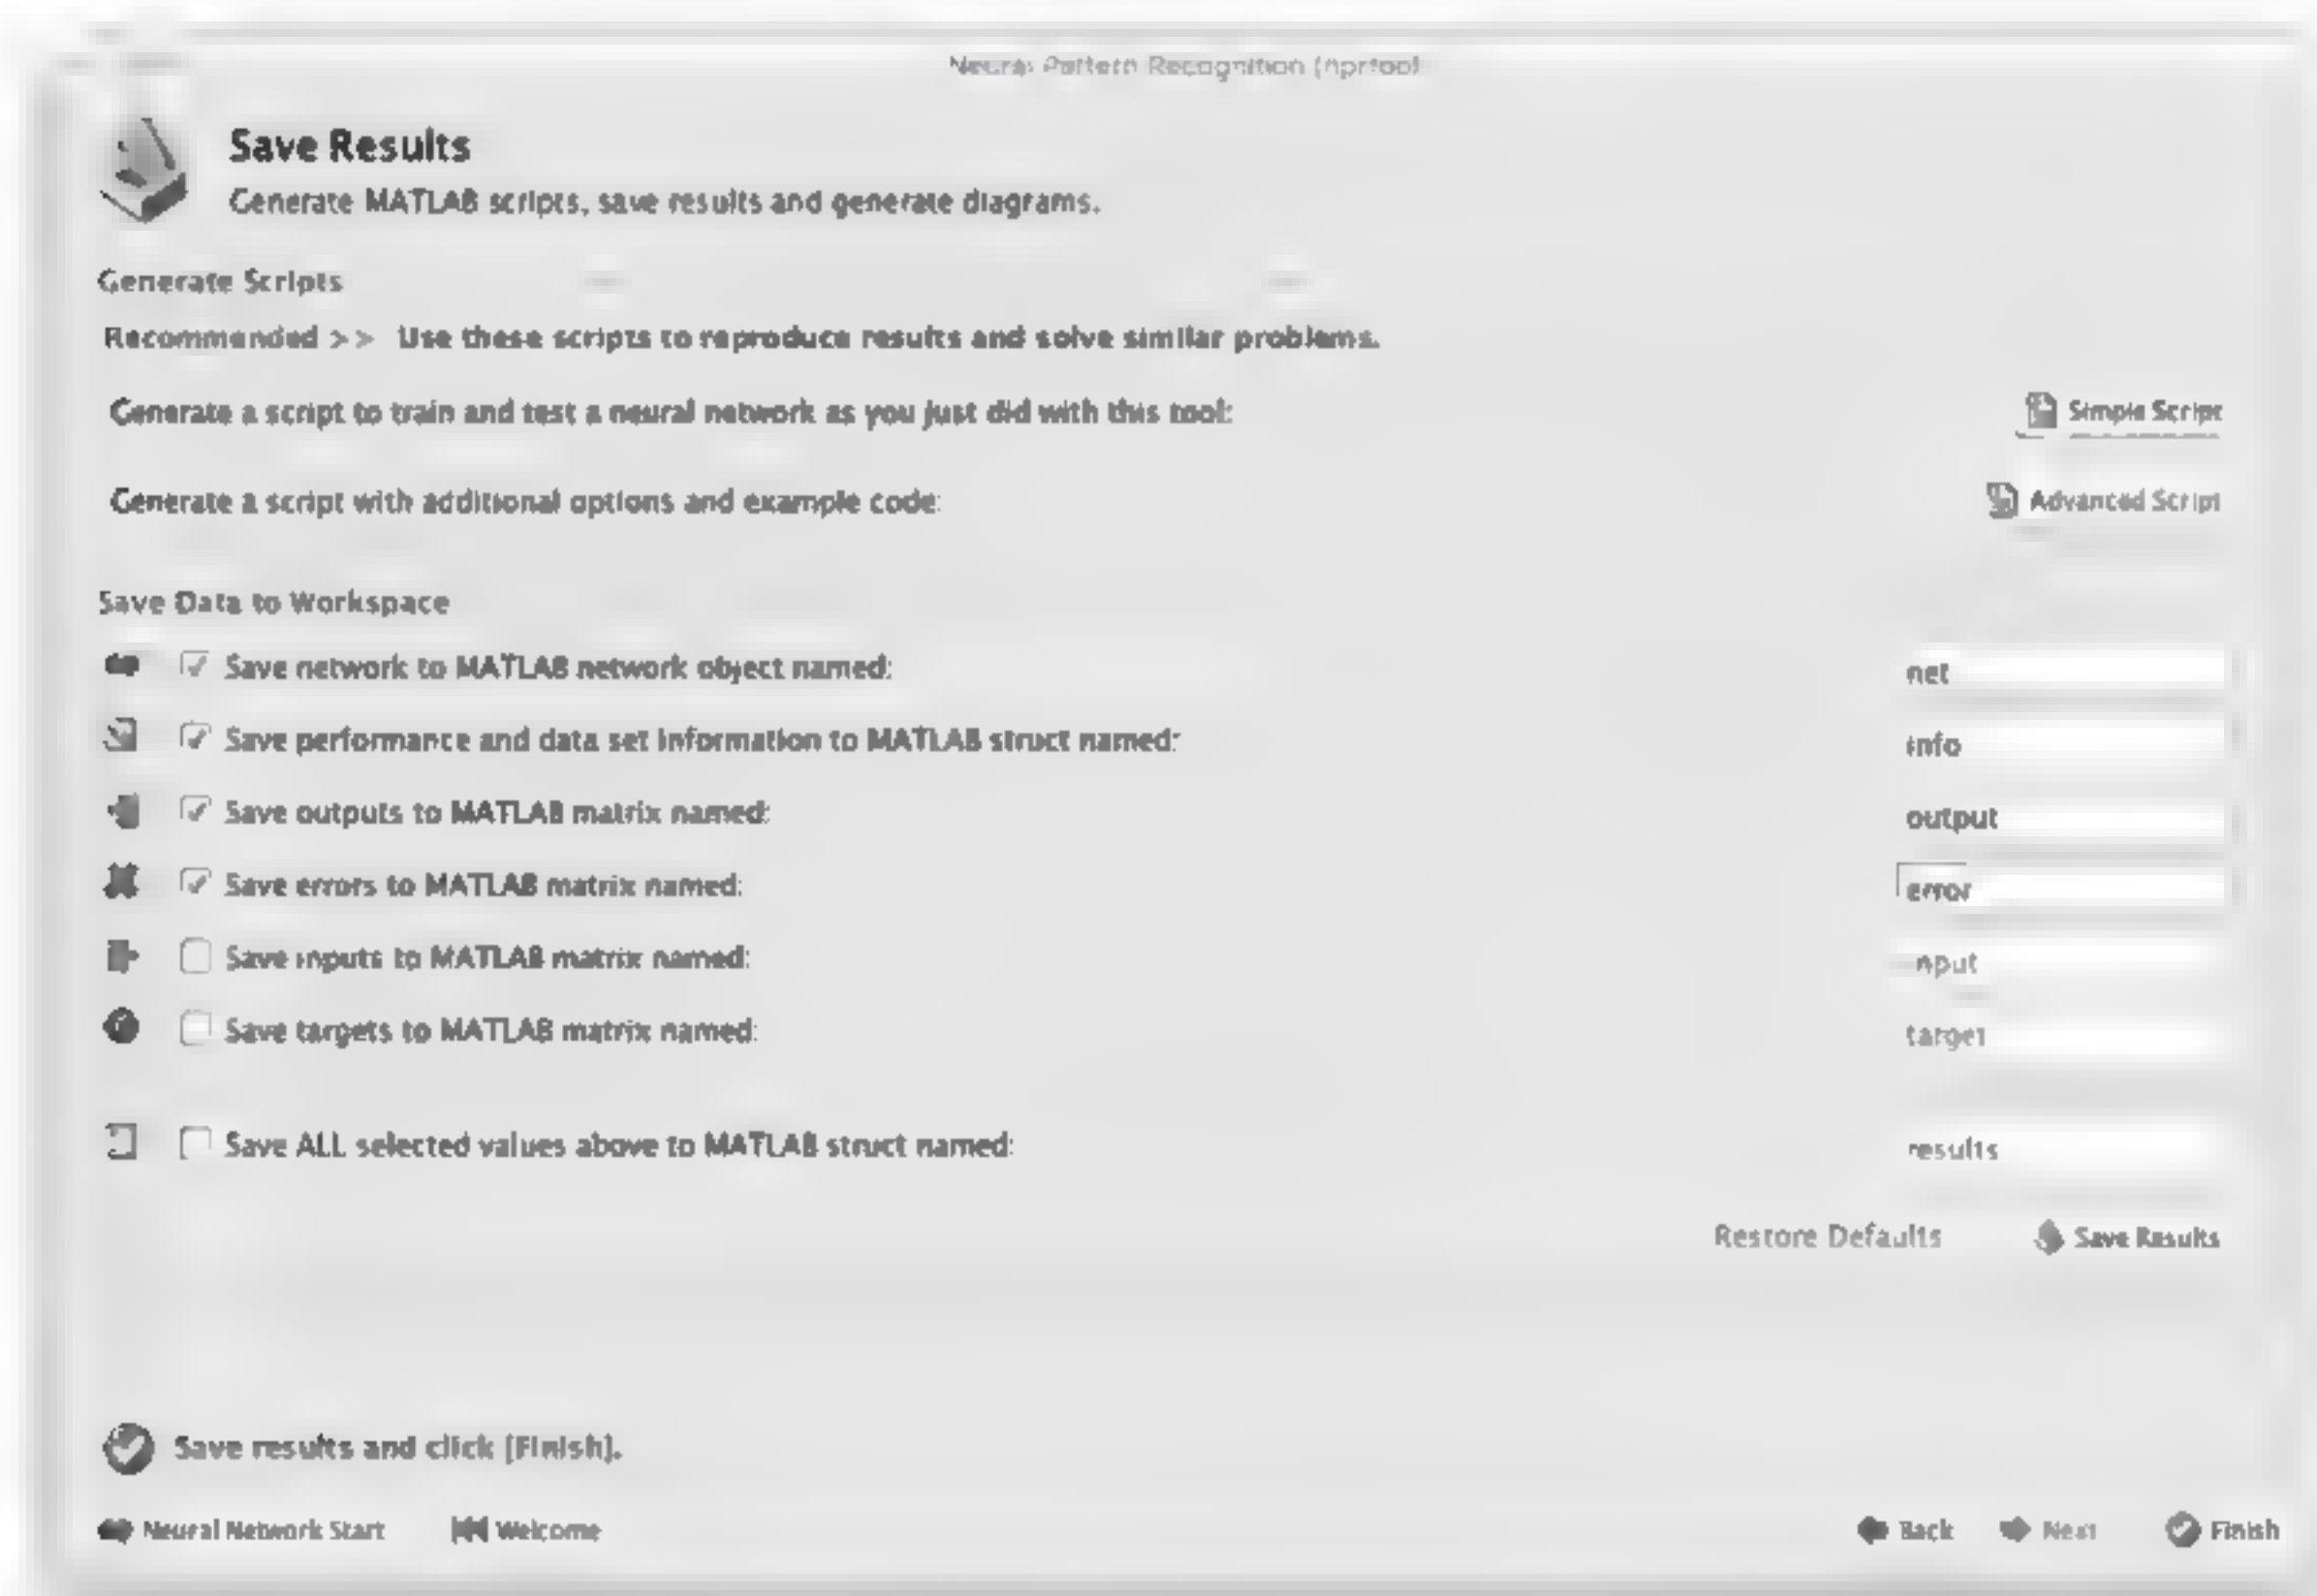 Neural Pattern Recognition (nprtool)
Save Results
Generate MATLAB scripts, save results and generate diagrams.
Generate Scripts
Recommended >> Use these scripts to reproduce results and solve similar problems.
Generate a script to train and test a neural network as you just did with this tool: Simple Script
Generate a script with additional options and example code: Advanced Script
Save Data to Workspace
Save network to MATLAB network object named: net
Save performance and data set information to MATLAB struct named: info
Save outputs to MATLAB matrix named: output
Save errors to MATLAB matrix named: error
Save inputs to MATLAB matrix named: input
Save targets to MATLAB matrix named: target
Save ALL selected values above to MATLAB struct named: results
Restore Defaults Save Results
Save results and click [Finish].
Neural Network Start Welcome Back Next Finish